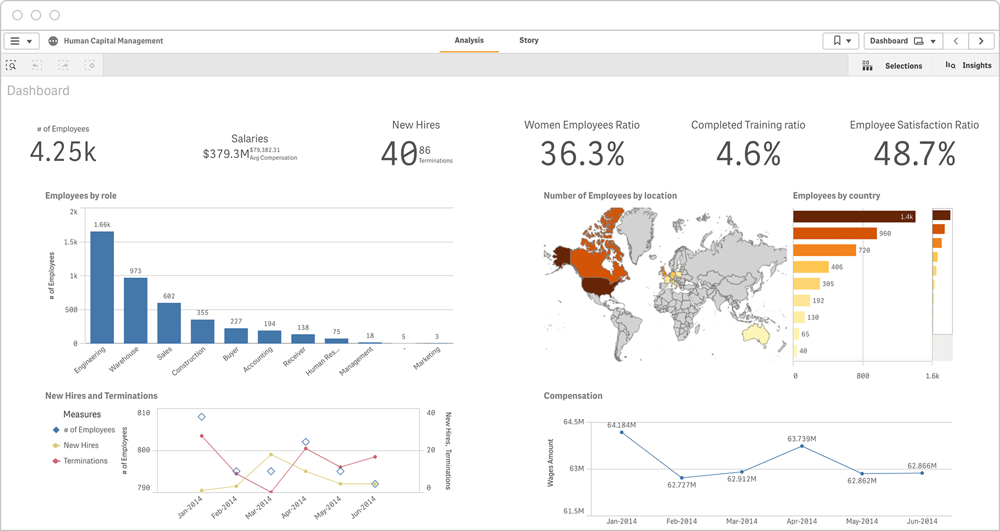 Human Capital Management
Analysis
Story
Dashboard
Selections
Insights
Dashboard
# of Employees
4.25k
Salaries
$379.3M
$79,382.31
Avg Compensation
New Hires
40
86
Terminations
Women Employees Ratio
36.3%
Completed Training ratio
4.6%
Employee Satisfaction Ratio
48.7%
Employees by role
# of Employees
2k
1.5k
1k
500
0
1.66k
973
602
355
227
194
138
75
18
5
3
Engineering
Warehouse
Sales
Construction
Buyer
Accounting
Receiver
Human Res...
Management
-
Marketing
Number of Employees by location
Employees by country
1.4k
960
720
406
305
192
130
65
40
0
800
1.6k
New Hires and Terminations
Measures
# of Employees
New Hires
Terminations
# of Employees
810
800
790
40
20
0
New Hires, Terminations
Jan-2014
Feb-2014
Mar-2014
Apr-2014
May-2014
Jun-2014
Compensation
Wages Amount
64.5M
63M
61.5M
64.184M
62.727M
62.912M
63.739M
62.862M
62.866M
Jan-2014
Feb-2014
Mar-2014
Apr-2014
May-2014
Jun-2014